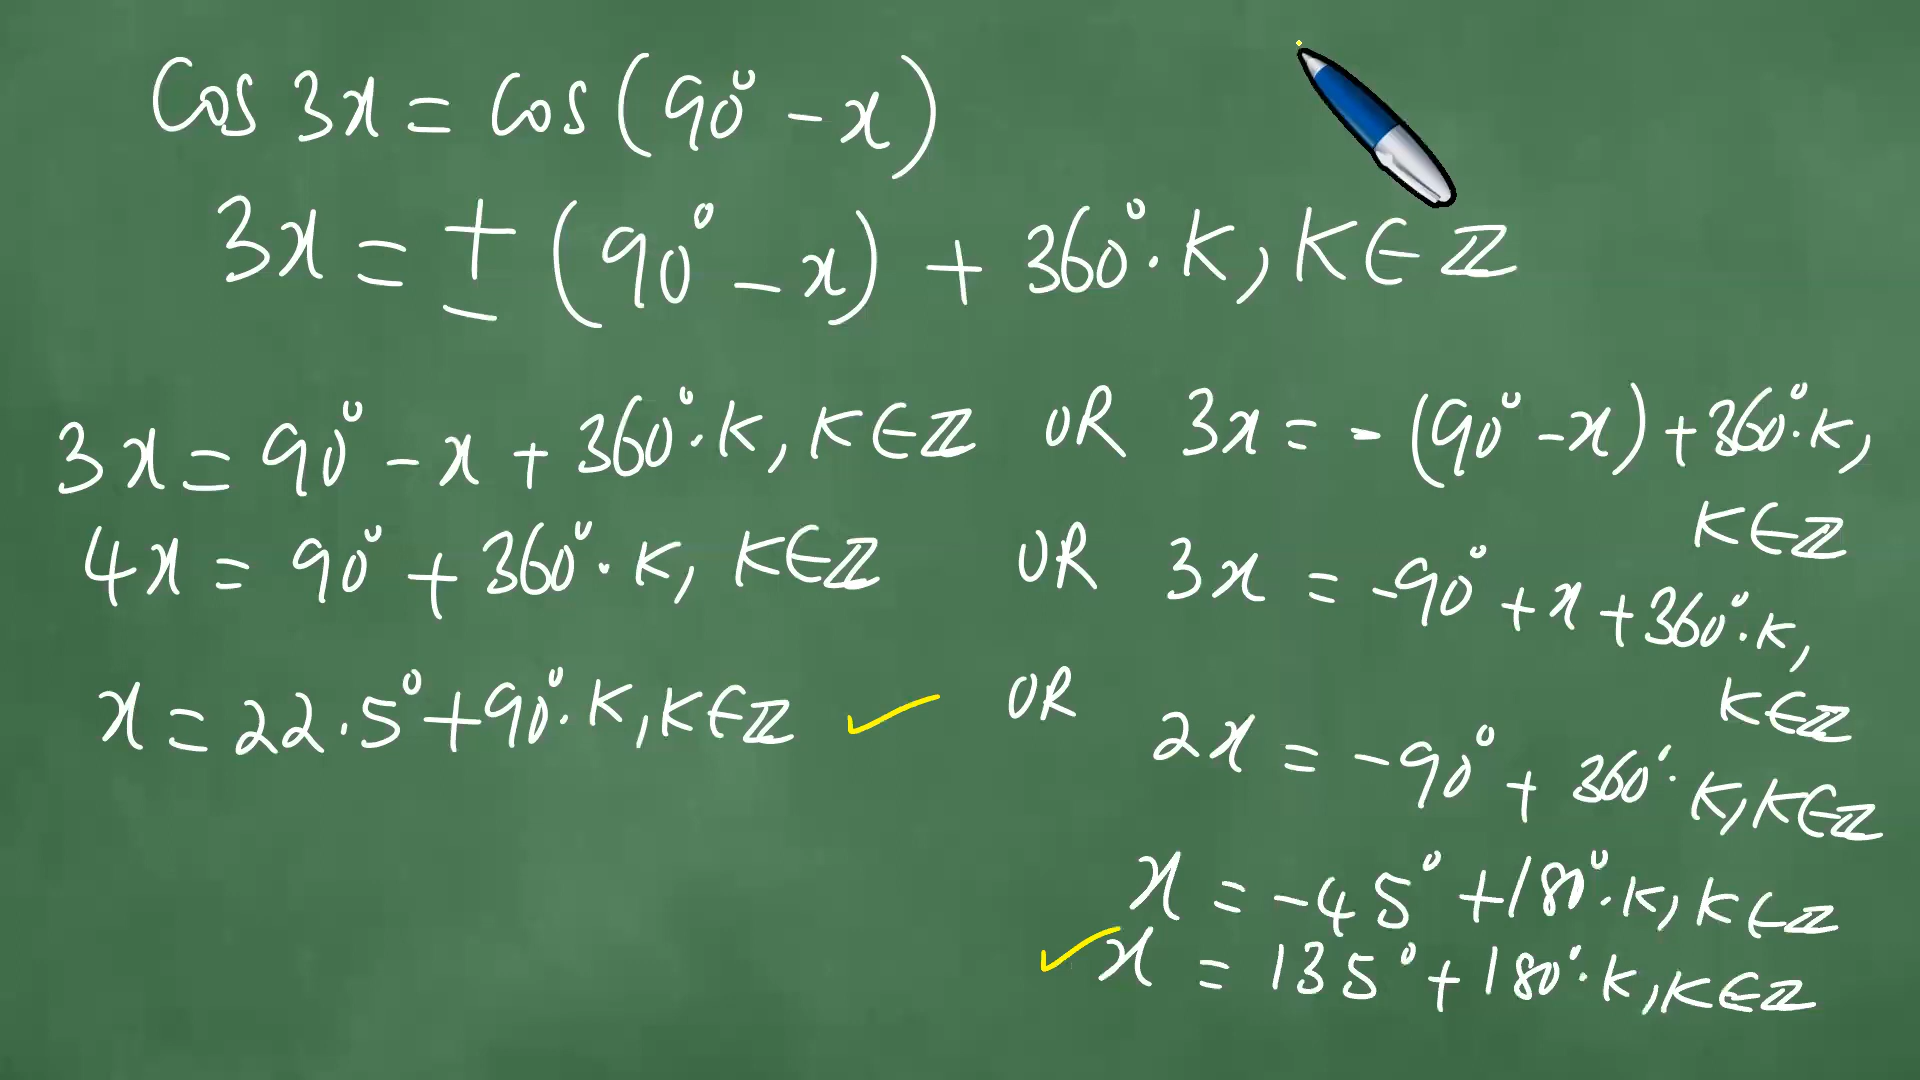 Cos 3x = Cos (90° - x)
3x = ± (90° - x) + 360°·K, K∈ℤ
3x = 90° - x + 360°·K, K∈ℤ OR 3x = - (90° - x) + 360°·K, K∈ℤ
4x = 90° + 360°·K, K∈ℤ OR 3x = -90° + x + 360°·K, K∈ℤ
x = 22.5° + 90°·K, K∈ℤ ✓ OR 2x = -90° + 360°·K, K∈ℤ
x = -45° + 180°·K, K∈ℤ
✓ x = 135° + 180°·K, K∈ℤ